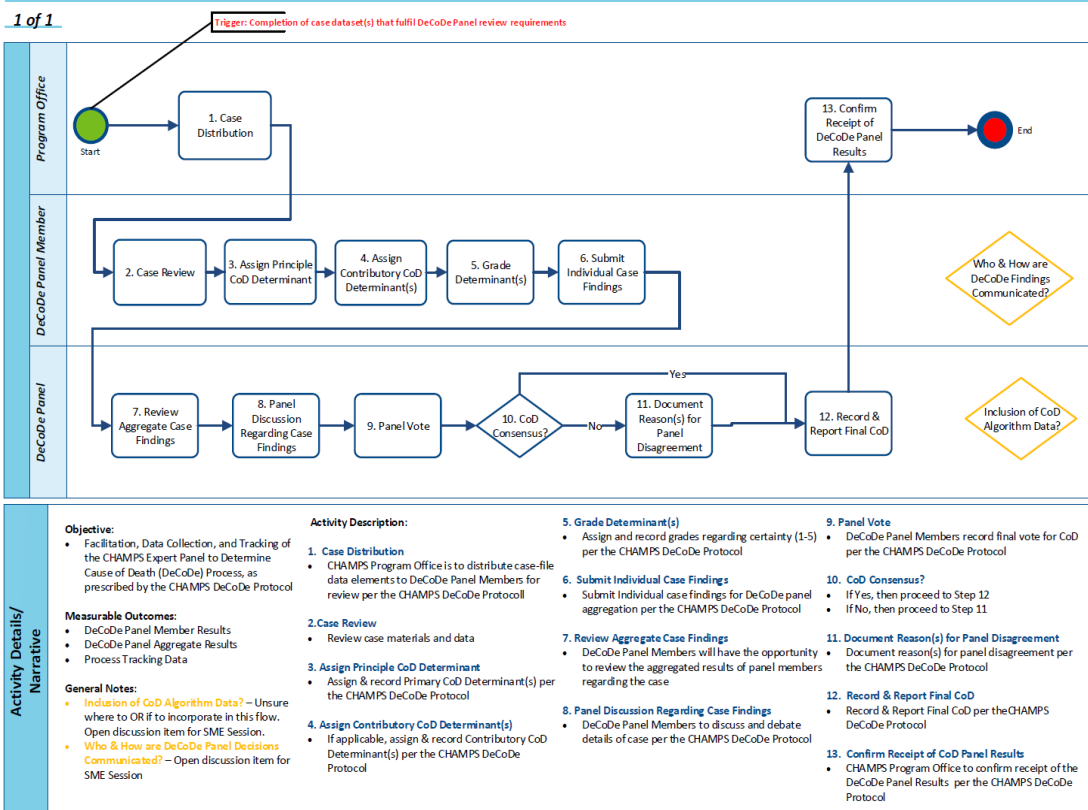 1 of 1
Trigger: Completion of case dataset(s) that fulfil DeCoDe Panel review requirements
Program Office
Start
1. Case
Distribution
13. Confirm
Receipt of
DeCoDe Panel
Results
End
DeCoDe Panel Member
2. Case Review
3. Assign Principle
CoD Determinant
4. Assign
Contributory CoD
Determinant(s)
5. Grade
Determinant(s)
6. Submit
Individual Case
Findings
Who & How are
DeCoDe Findings
Communicated?
DeCoDe Panel
7. Review
Aggregate Case
Findings
8. Panel
Discussion
Regarding Case
Findings
9. Panel Vote
10. CoD
Consensus?
Yes
No
11. Document
Reason(s) for
Panel
Disagreement
12. Record &
Report Final CoD
Inclusion of CoD
Algorithm Data?
Activity Details/
Narrative
Objective:
• Facilitation, Data Collection, and Tracking of
the CHAMPS Expert Panel to Determine
Cause of Death (DeCoDe) Process, as
prescribed by the CHAMPS DeCoDe Protocol
Measurable Outcomes:
• DeCoDe Panel Member Results
• DeCoDe Panel Aggregate Results
• Process Tracking Data
General Notes:
• Inclusion of CoD Algorithm Data? – Unsure
where to OR if to incorporate in this flow.
Open discussion item for SME Session.
• Who & How are DeCoDe Panel Decisions
Communicated? – Open discussion item for
SME Session
Activity Description:
1. Case Distribution
• CHAMPS Program Office is to distribute case-file
data elements to DeCoDe Panel Members for
review per the CHAMPS DeCoDe Protocoll
2.Case Review
• Review case materials and data
3. Assign Principle CoD Determinant
• Assign & record Primary CoD Determinant(s) per
the CHAMPS DeCoDe Protocol
4. Assign Contributory CoD Determinant(s)
• If applicable, assign & record Contributory CoD
Determinant(s) per the CHAMPS DeCoDe
Protocol
5. Grade Determinant(s)
• Assign and record grades regarding certainty (1-5)
per the CHAMPS DeCoDe Protocol
6. Submit Individual Case Findings
• Submit Individual case findings for DeCoDe panel
aggregation per the CHAMPS DeCoDe Protocol
7. Review Aggregate Case Findings
• DeCoDe Panel Members will have the opportunity
to review the aggregated results of panel members
regarding the case
8. Panel Discussion Regarding Case Findings
• DeCoDe Panel Members to discuss and debate
details of case per the CHAMPS DeCoDe Protocol
9. Panel Vote
• DeCoDe Panel Members record final vote for CoD
per the CHAMPS DeCoDe Protocol
10. CoD Consensus?
• If Yes, then proceed to Step 12
• If No, then proceed to Step 11
11. Document Reason(s) for Panel Disagreement
• Document reason(s) for panel disagreement per
the CHAMPS DeCoDe Protocol
12. Record & Report Final CoD
• Record & Report Final CoD per theCHAMPS
DeCoDe Protocol
13. Confirm Receipt of CoD Panel Results
• CHAMPS Program Office to confirm receipt of the
DeCoDe Panel Results per the CHAMPS DeCoDe
Protocol